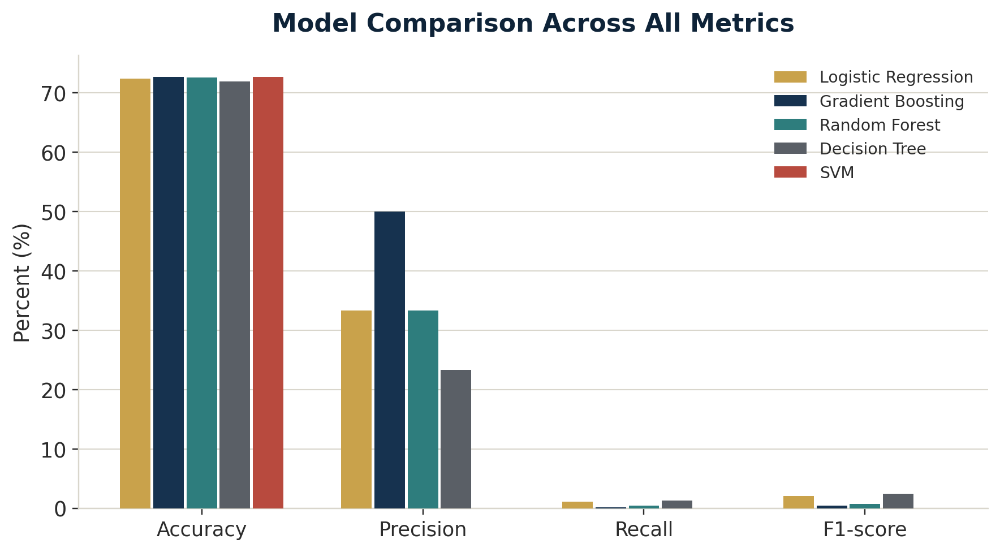 Model Comparison Across All Metrics
Percent (%)
70
60
50
40
30
20
10
0
Accuracy
Precision
Recall
F1-score
Logistic Regression
Gradient Boosting
Random Forest
Decision Tree
SVM